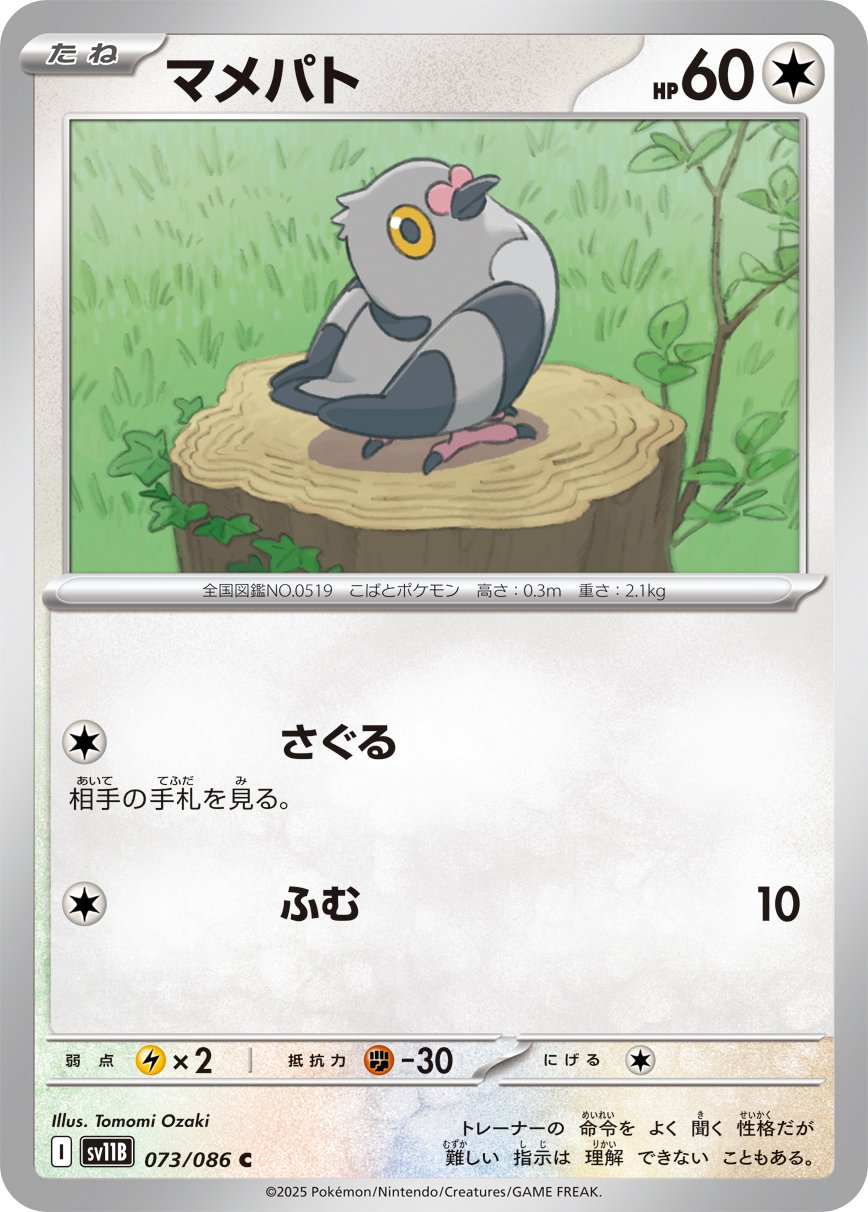 たね
マメパト
HP60
全国図鑑NO.0519 こばとポケモン 高さ:0.3m 重さ:2.1kg
さぐる
相手の手札を見る。
ふむ 10
弱点 ×2 抵抗力 -30 にげる
Illus. Tomomi Ozaki
トレーナーの 命令を よく 聞く 性格だが
難しい 指示は 理解 できない こともある。
I sv11B 073/086 C
©2025 Pokémon/Nintendo/Creatures/GAME FREAK.